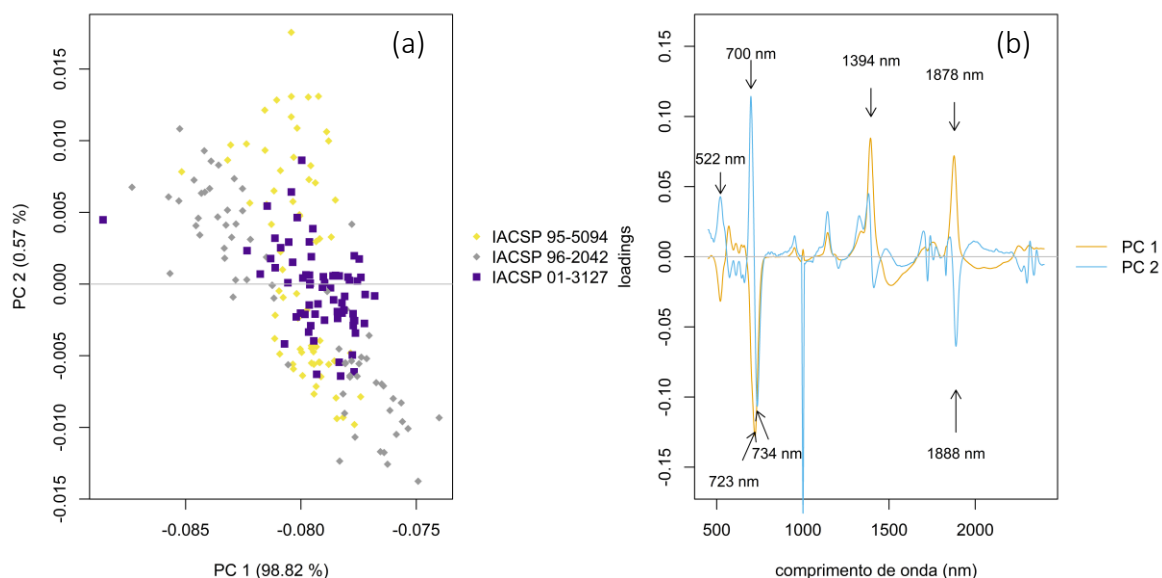 (a)
PC 2 (0.57 %)
0.015
0.010
0.005
0.000
-0.005
-0.010
-0.015
-0.085
-0.080
-0.075
PC 1 (98.82 %)
IACSP 95-5094
IACSP 96-2042
IACSP 01-3127
(b)
loadings
0.15
0.10
0.05
0.00
-0.05
-0.10
-0.15
700 nm
1394 nm
1878 nm
522 nm
734 nm
723 nm
1888 nm
500
1000
1500
2000
comprimento de onda (nm)
PC 1
PC 2